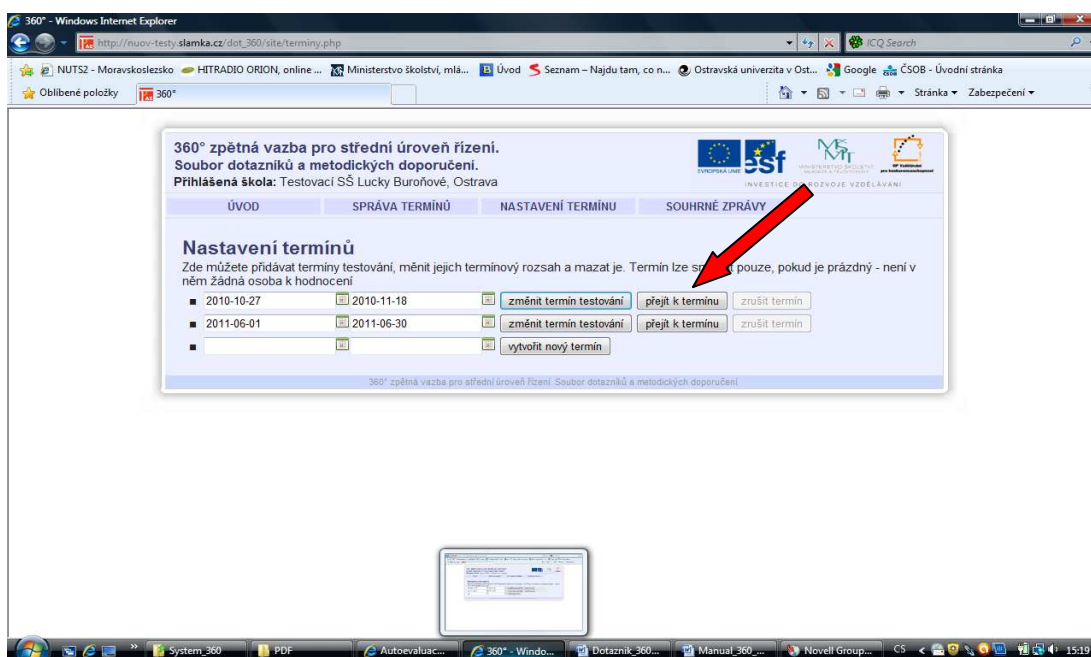 360° - Windows Internet Explorer
http://nuov-testy.slamka.cz/dot_360/site/terminy.php
ICQ Search
NUTS2 - Moravskoslezsko HITRADIO ORION, online ... Ministerstvo školství, mlá... Úvod Seznam – Najdu tam, co n... Ostravská univerzita v Ost... Google ČSOB - Úvodní stránka
Oblíbené položky 360° Stránka Zabezpečení
360° zpětná vazba pro střední úroveň řízení.
Soubor dotazníků a metodických doporučení.
Přihlášená škola: Testovací SŠ Lucky Buroňové, Ostrava
EVROPSKÁ UNIE esf
INVESTICE DO ROZVOJE VZDĚLÁVÁNÍ
ÚVOD SPRÁVA TERMÍNŮ NASTAVENÍ TERMÍNU SOUHRNÉ ZPRÁVY
Nastavení termínů
Zde můžete přidávat termíny testování, měnit jejich termínový rozsah a mazat je. Termín lze pouze, pokud je prázdný - není v
něm žádná osoba k hodnocení
2010-10-27 2010-11-18 změnit termín testování přejít k termínu zrušit termín
2011-06-01 2011-06-30 změnit termín testování přejít k termínu zrušit termín
vytvořit nový termín
360° zpětná vazba pro střední úroveň řízení. Soubor dotazníků a metodických doporučení.
System_360 PDF Autoevaluac... 360° - Windo... Dotaznik_360... Manual_360_... Novell Group... CS 15:19